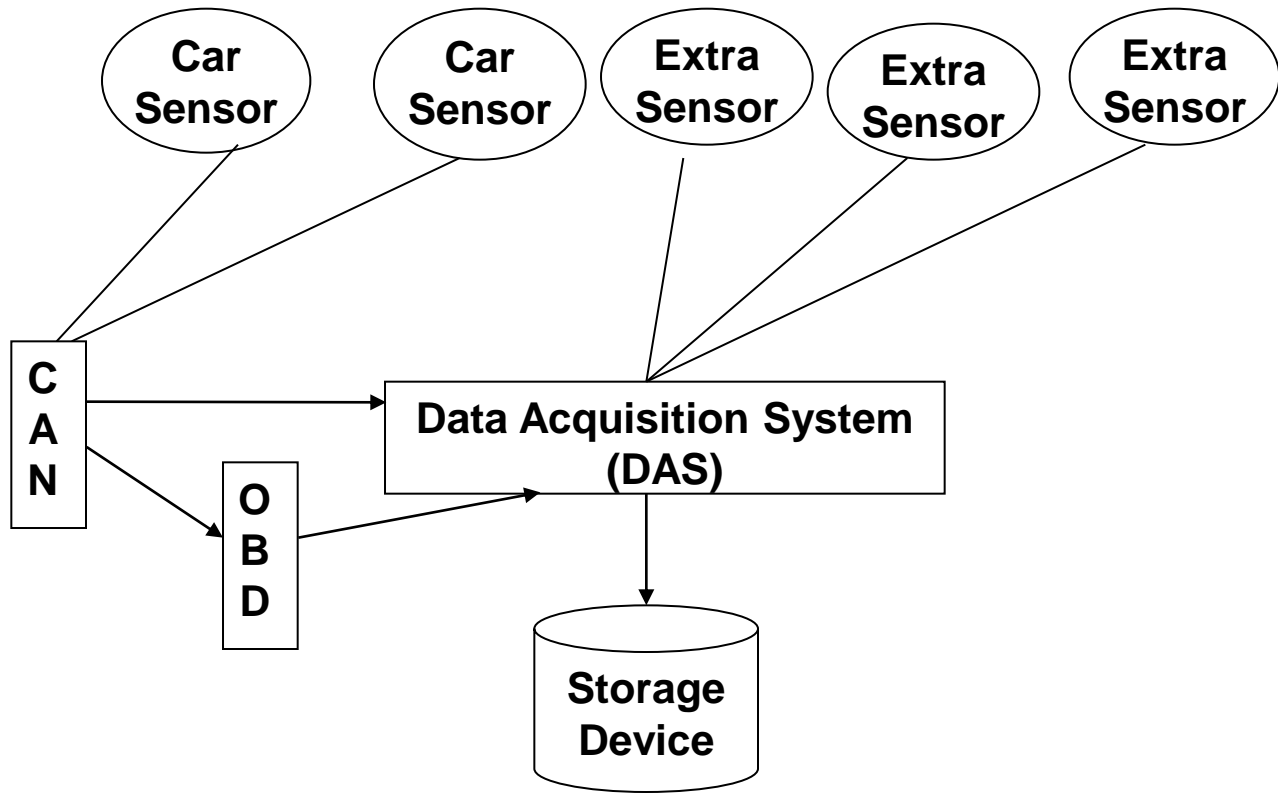 Car
Sensor
Car
Sensor
Extra
Sensor
Extra
Sensor
Extra
Sensor
C
A
N
Data Acquisition System
(DAS)
O
B
D
Storage
Device